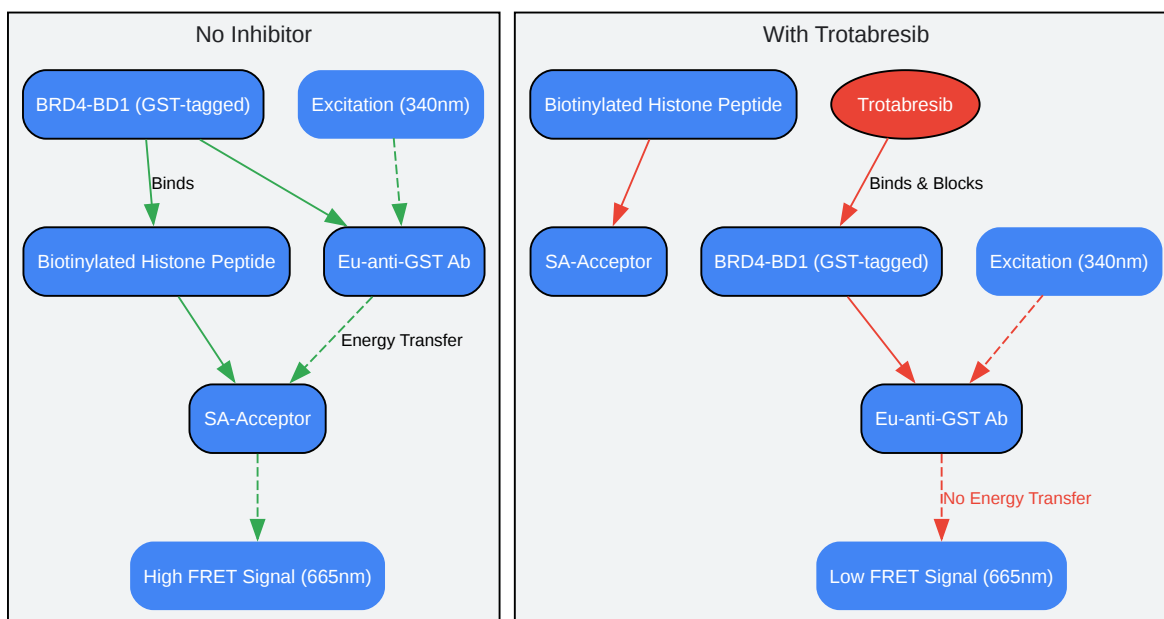 No Inhibitor
BRD4-BD1 (GST-tagged)
Excitation (340nm)
Binds
Biotinylated Histone Peptide
Eu-anti-GST Ab
Energy Transfer
SA-Acceptor
High FRET Signal (665nm)
With Trotabresib
Biotinylated Histone Peptide
Trotabresib
Binds & Blocks
SA-Acceptor
BRD4-BD1 (GST-tagged)
Excitation (340nm)
Eu-anti-GST Ab
No Energy Transfer
Low FRET Signal (665nm)